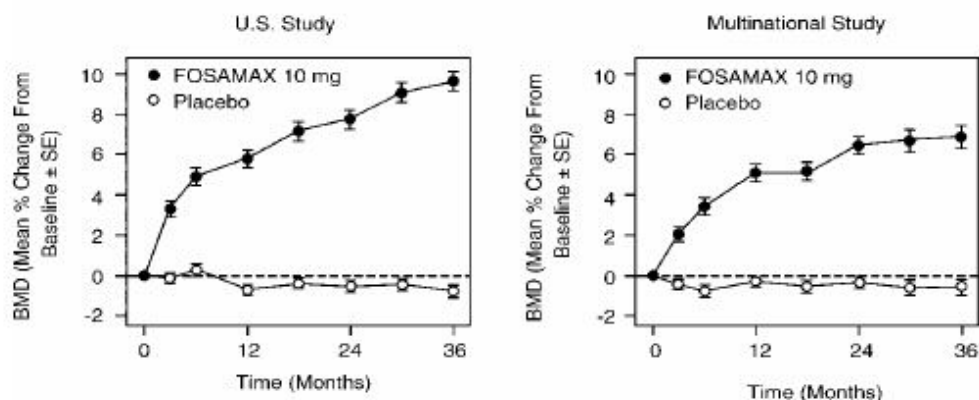 U.S. Study
BMD (Mean % Change From
Baseline ± SE)
10
8
6
4
2
0
-2
FOSAMAX 10 mg
Placebo
0 12 24 36
Time (Months)
Multinational Study
BMD (Mean % Change From
Baseline ± SE)
10
8
6
4
2
0
-2
FOSAMAX 10 mg
Placebo
0 12 24 36
Time (Months)